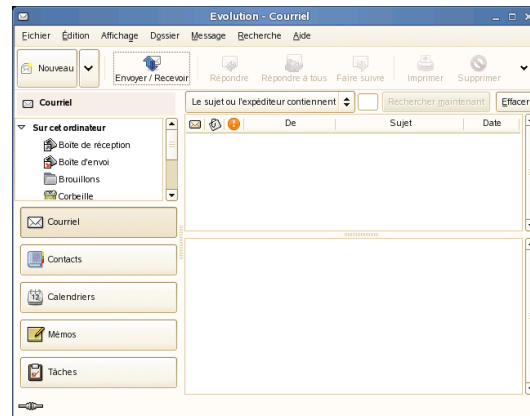 Evolution - Courriel
Fichier Édition Affichage Dossier Message Recherche Aide
Nouveau Envoyer / Recevoir Répondre Répondre à tous Faire suivre Imprimer Supprimer
Courriel Le sujet ou l'expéditeur contiennent Rechercher maintenant Effacer
Sur cet ordinateur De Sujet Date
Boîte de réception
Boîte d'envoi
Brouillons
Corbeille
Courriel
Contacts
12 Calendriers
Mémos
Tâches